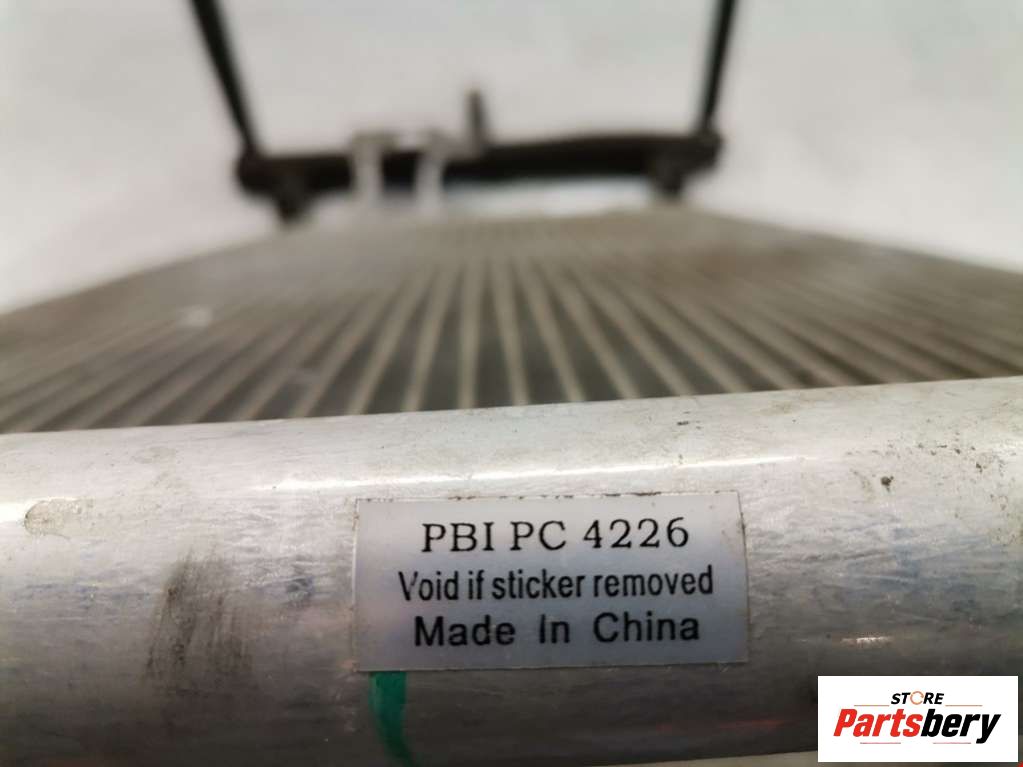 PBI PC 4226
Void if sticker removed
Made In China
STORE
Partsbery